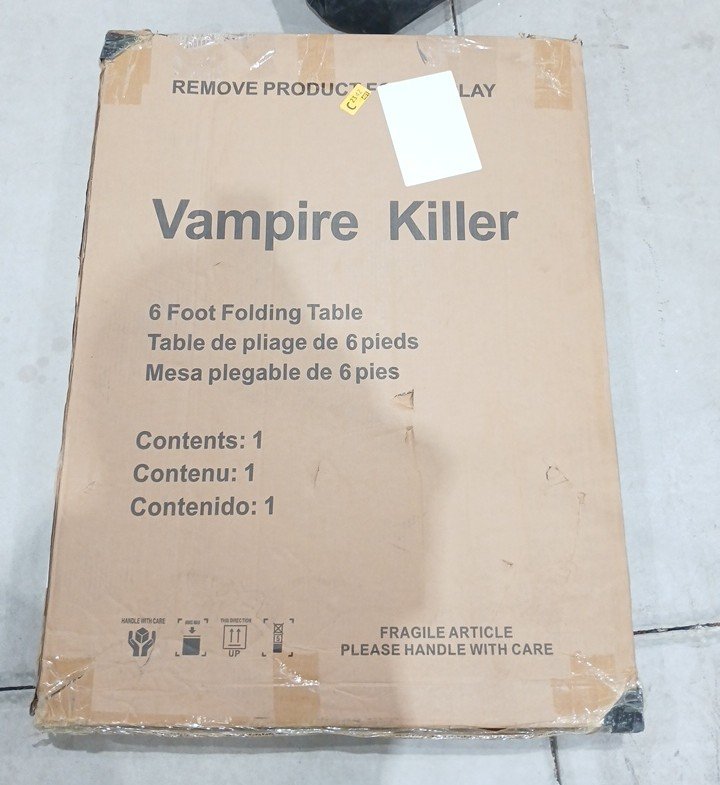 REMOVE PRODUCT LAY
Vampire Killer
6 Foot Folding Table
Table de pliage de 6 pieds
Mesa plegable de 6 pies
Contents: 1
Contenu: 1
Contenido: 1
HANDLE WITH CARE
THIS DIRECTION
UP
FRAGILE ARTICLE
PLEASE HANDLE WITH CARE